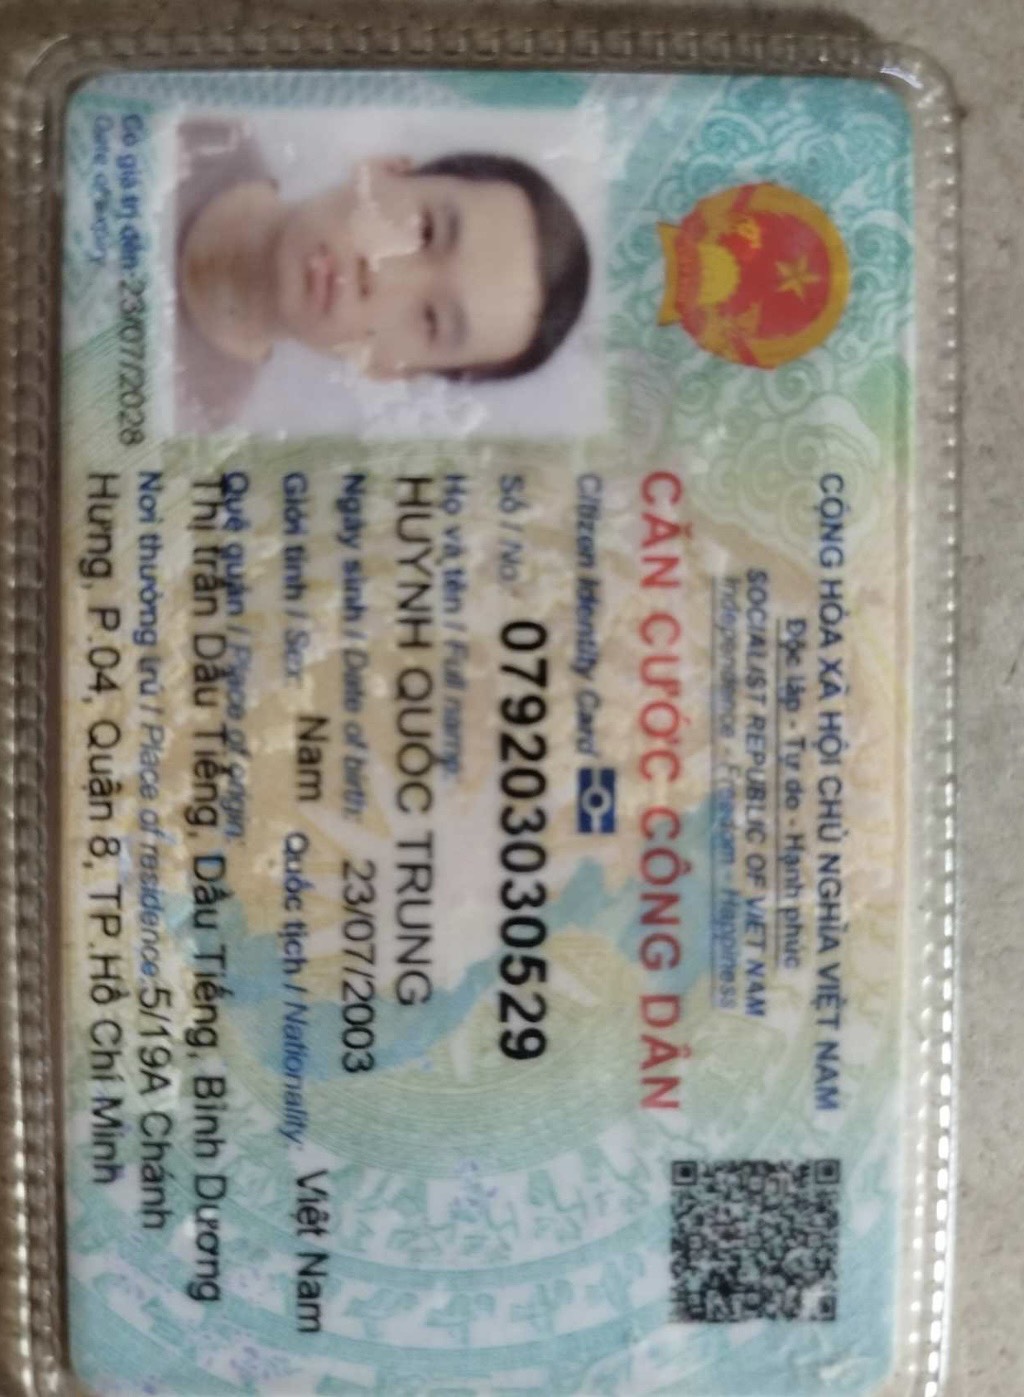 CỘNG HÒA XÃ HỘI CHỦ NGHĨA VIỆT NAM
Độc lập - Tự do - Hạnh phúc
SOCIALIST REPUBLIC OF VIET NAM
Independence - Freedom - Happiness
CĂN CƯỚC CÔNG DÂN
Citizen Identity Card
Số / No: 079203030529
Họ và tên / Full name:
HUỲNH QUỐC TRUNG
Ngày sinh / Date of birth: 23/07/2003
Giới tính / Sex: Nam Quốc tịch / Nationality: Việt Nam
Quê quán / Place of origin:
Thị trấn Dầu Tiếng, Dầu Tiếng, Bình Dương
Nơi thường trú / Place of residence: 5/19A Chánh
Hưng, P.04, Quận 8, TP.Hồ Chí Minh
Có giá trị đến: 23/07/2028
Date of expiry